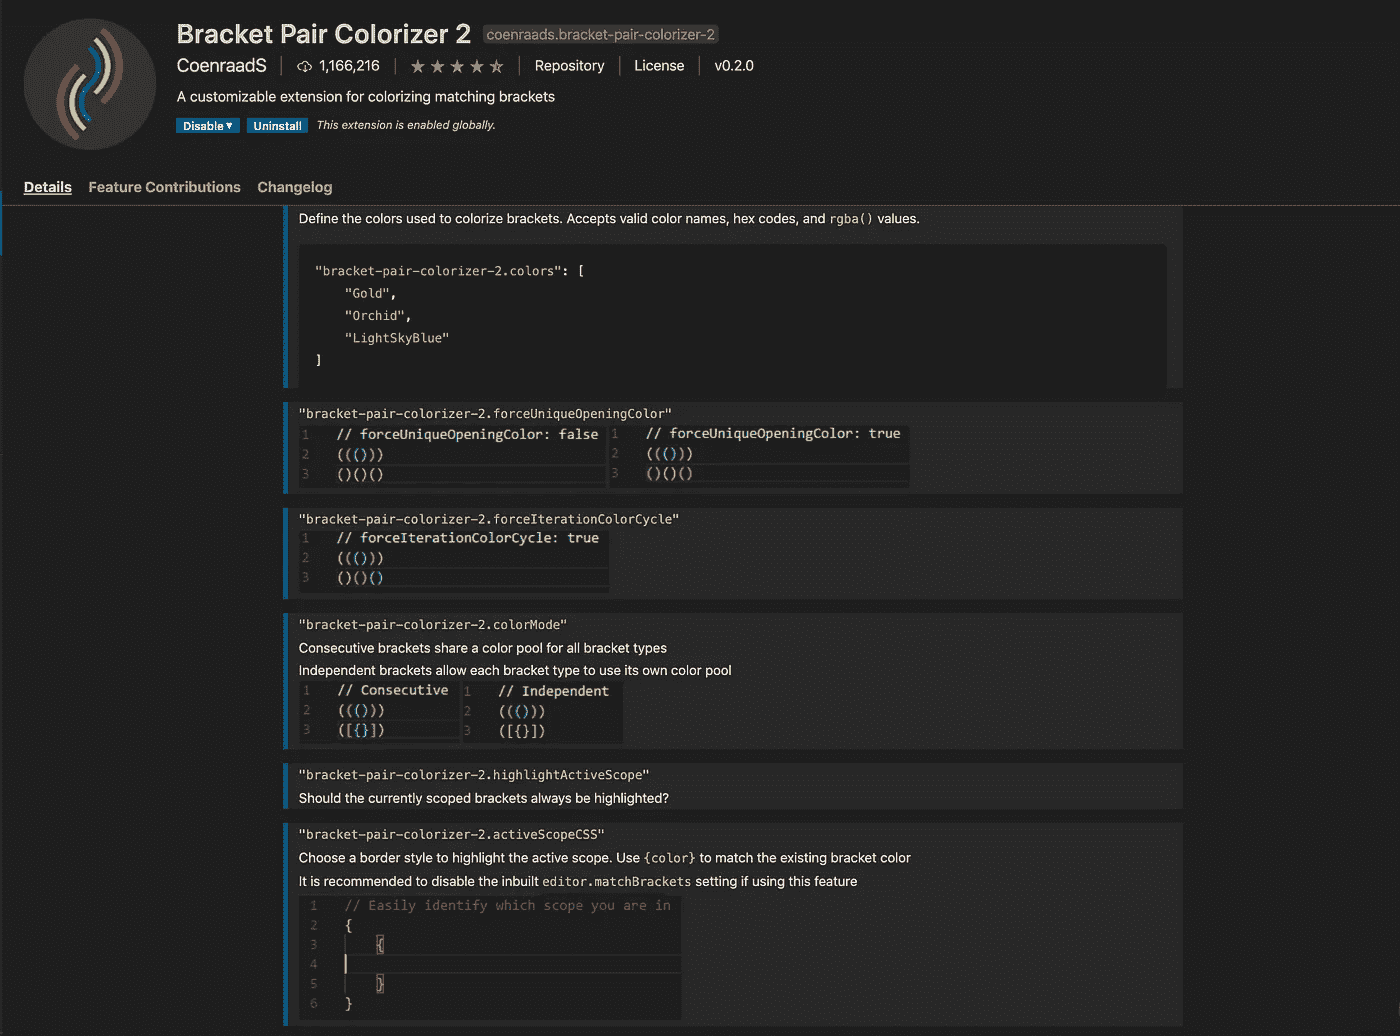 Bracket Pair Colorizer 2 coenraads.bracket-pair-colorizer-2
CoenraadS 1,166,216 Repository License v0.2.0
A customizable extension for colorizing matching brackets
Disable ▾ Uninstall This extension is enabled globally.
Details Feature Contributions Changelog
Define the colors used to colorize brackets. Accepts valid color names, hex codes, and rgba() values.
"bracket-pair-colorizer-2.colors": [
"Gold",
"Orchid",
"LightSkyBlue"
]
"bracket-pair-colorizer-2.forceUniqueOpeningColor"
1 // forceUniqueOpeningColor: false 1 // forceUniqueOpeningColor: true
2 ((())) 2 ((()))
3 ()()() 3 ()()()
"bracket-pair-colorizer-2.forceIterationColorCycle"
1 // forceIterationColorCycle: true
2 ((()))
3 ()()()
"bracket-pair-colorizer-2.colorMode"
Consecutive brackets share a color pool for all bracket types
Independent brackets allow each bracket type to use its own color pool
1 // Consecutive 1 // Independent
2 ((())) 2 ((()))
3 ([{}]) 3 ([{}])
"bracket-pair-colorizer-2.highlightActiveScope"
Should the currently scoped brackets always be highlighted?
"bracket-pair-colorizer-2.activeScopeCSS"
Choose a border style to highlight the active scope. Use {color} to match the existing bracket color
It is recommended to disable the inbuilt editor.matchBrackets setting if using this feature
1 // Easily identify which scope you are in
2 {
3 {
4
5 }
6 }